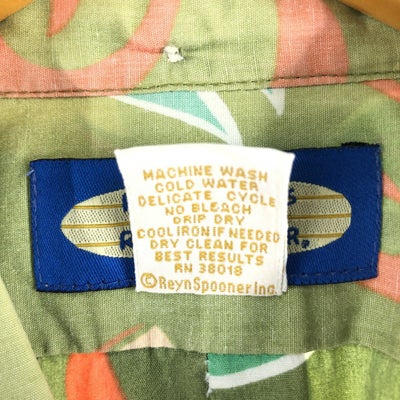 MACHINE WASH
COLD WATER
DELICATE CYCLE
NO BLEACH
DRIP DRY
COOL IRON IF NEEDED
DRY CLEAN FOR
BEST RESULTS
RN 38018
©ReynSpooner Inc.